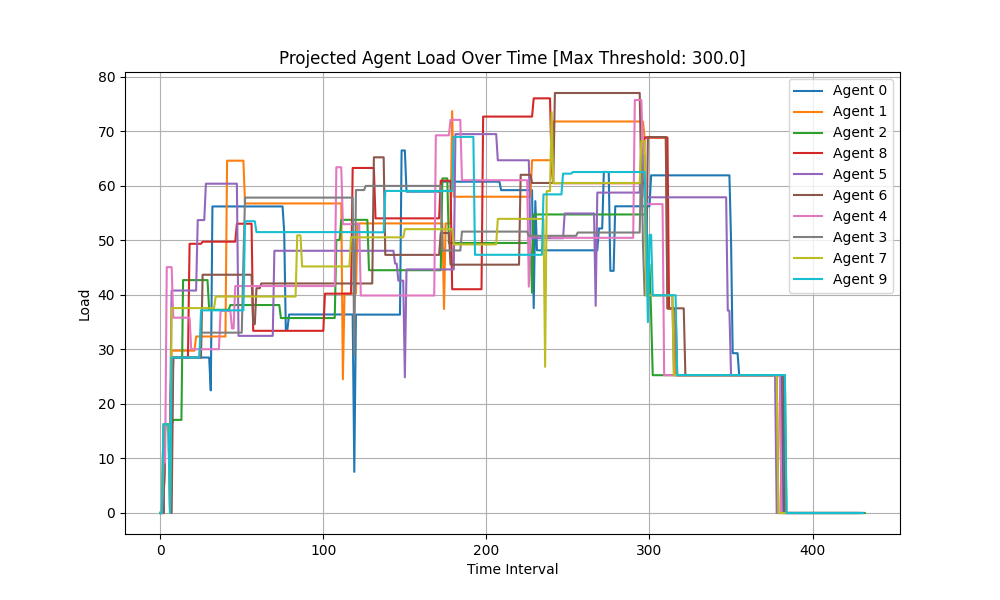 Projected Agent Load Over Time [Max Threshold: 300.0]
80
70
60
50
40
30
20
10
0
Load
0 100 200 300 400
Time Interval
Agent 0
Agent 1
Agent 2
Agent 8
Agent 5
Agent 6
Agent 4
Agent 3
Agent 7
Agent 9